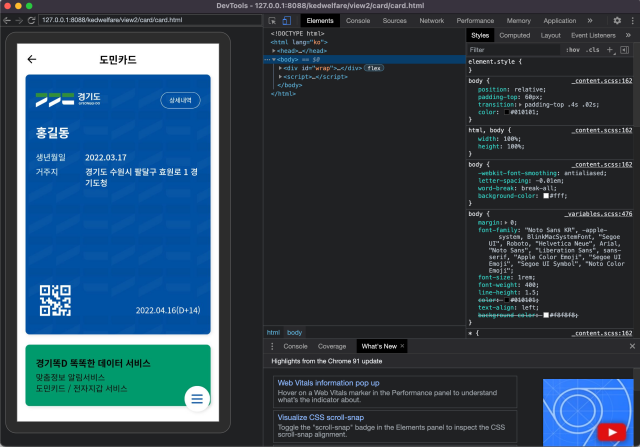 DevTools - 127.0.0.1:8088/kedwelfare/view2/card/card.html
127.0.0.1:8088/kedwelfare/view2/card/card.html
도민카드
경기도
상세내역
홍길동
생년월일 2022.03.17
거주지 경기도 수원시 팔달구 효원로 1 경
기도청
2022.04.16(D+14)
경기똑D 똑똑한 데이터 서비스
맞춤정보 알림서비스
도민카드 / 전자지갑 서비스
Elements Console Sources Network Performance Memory Application »
<!DOCTYPE html>
<html lang="ko">
<head>…</head>
<body> == $0
<div id="wrap">…</div> flex
<script>…</script>
</body>
</html>
html body
Styles Computed Layout Event Listeners »
Filter :hov .cls +
element.style {
}
body { _content.scss:162
position: relative;
padding-top: 60px;
transition: padding-top .4s .02s;
color: #010101;
}
html, body { _content.scss:162
width: 100%;
height: 100%;
}
body { _content.scss:162
-webkit-font-smoothing: antialiased;
letter-spacing: -0.01em;
word-break: break-all;
background-color: #fff;
}
body { _variables.scss:476
margin: 0;
font-family: "Noto Sans KR", -apple-
system, BlinkMacSystemFont, "Segoe
UI", Roboto, "Helvetica Neue", Arial,
"Noto Sans", "Liberation Sans", sans-
serif, "Apple Color Emoji", "Segoe UI
Emoji", "Segoe UI Symbol", "Noto Color
Emoji";
font-size: 1rem;
font-weight: 400;
line-height: 1.5;
color: #010101;
text-align: left;
background-color: #f8f8f8;
}
* { _content.scss:162
Console Coverage What's New ×
Highlights from the Chrome 91 update
Web Vitals information pop up
Hover on a Web Vitals marker in the Performance panel to understand
what's the indicator about.
Visualize CSS scroll-snap
Toggle the "scroll-snap" badge in the Elements panel to inspect the CSS
scroll-snap alignment.